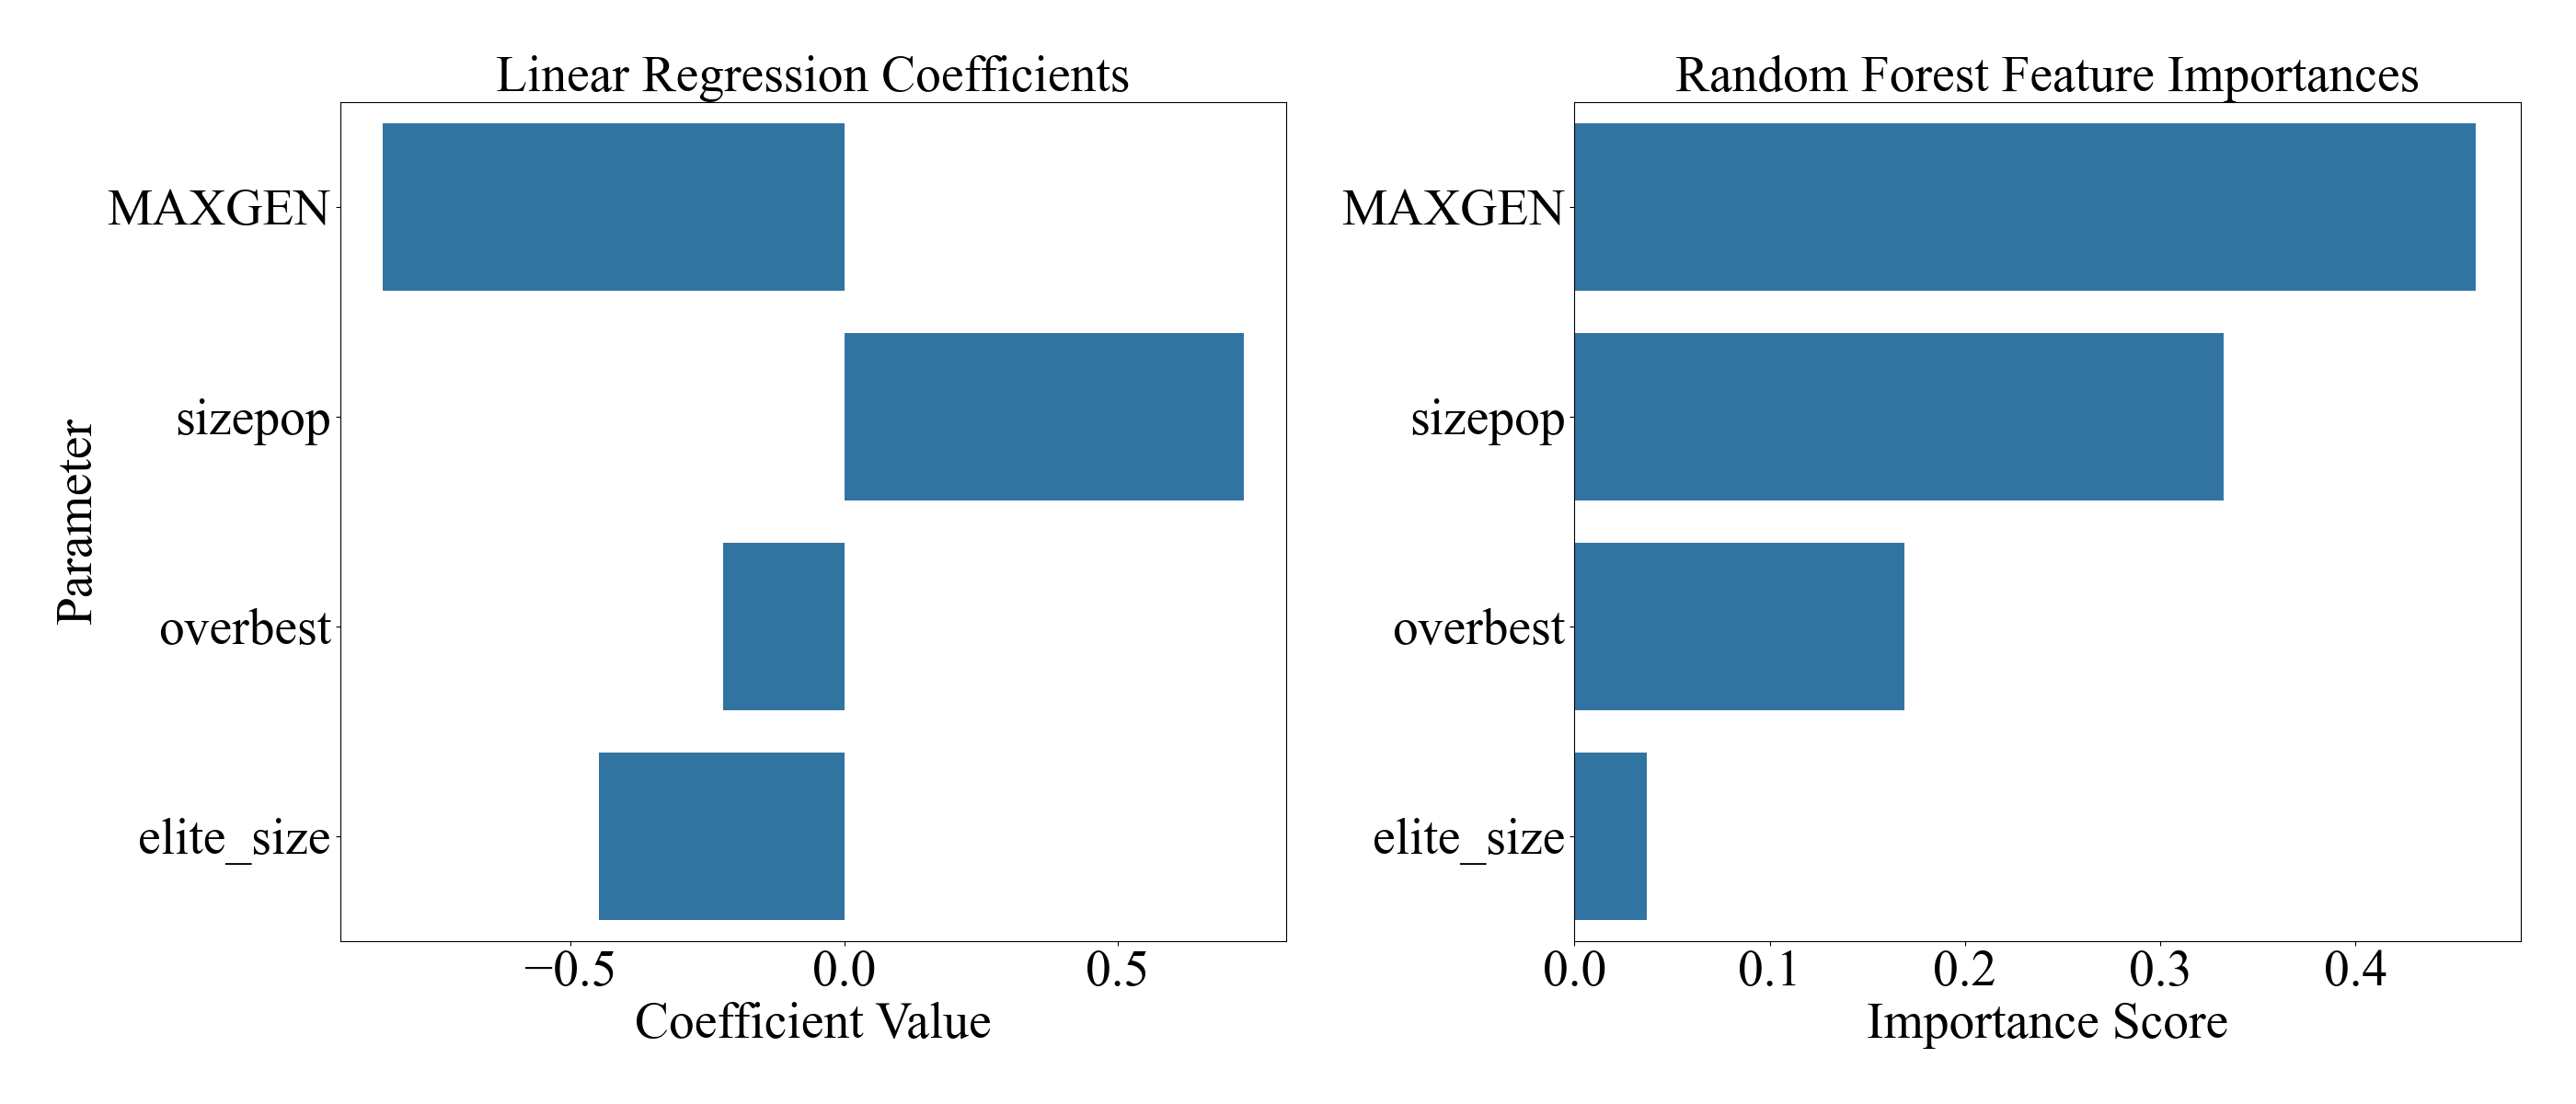 Linear Regression Coefficients
Parameter
MAXGEN
sizepop
overbest
elite_size
−0.5 0.0 0.5
Coefficient Value
Random Forest Feature Importances
MAXGEN
sizepop
overbest
elite_size
0.0 0.1 0.2 0.3 0.4
Importance Score